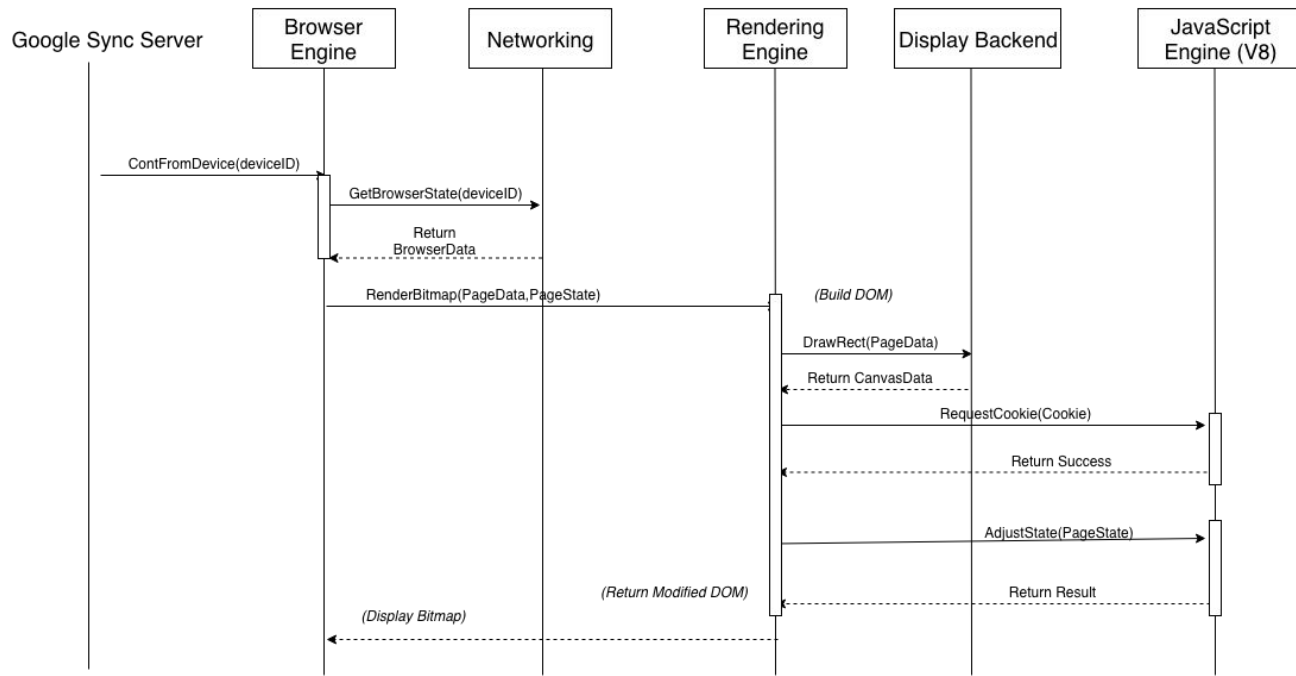 Google Sync Server
Browser
Engine
Networking
Rendering
Engine
Display Backend
JavaScript
Engine (V8)
ContFromDevice(deviceID)
GetBrowserState(deviceID)
Return
BrowserData
RenderBitmap(PageData,PageState)
(Build DOM)
DrawRect(PageData)
Return CanvasData
RequestCookie(Cookie)
Return Success
AdjustState(PageState)
Return Result
(Return Modified DOM)
(Display Bitmap)